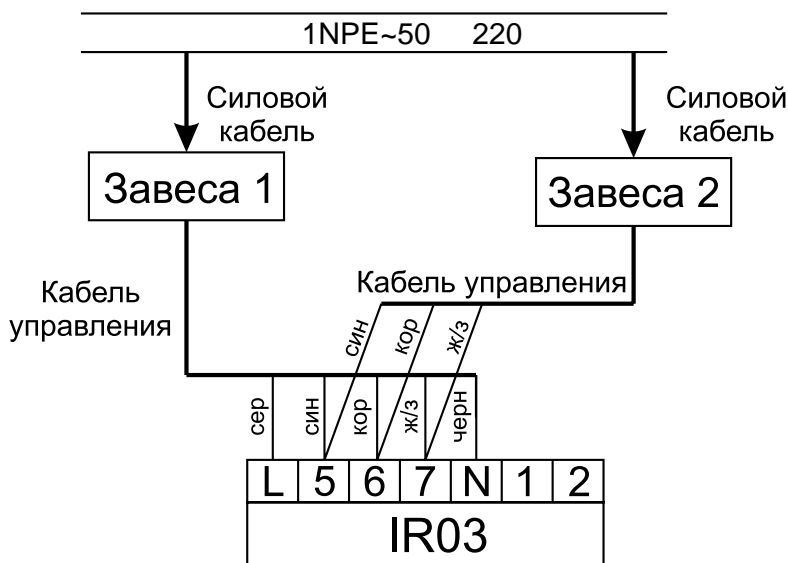 1NPE~50 220
Силовой
кабель
Силовой
кабель
Завеса 1
Завеса 2
Кабель
управления
Кабель управления
син
кор
ж/з
сер
син
кор
ж/з
черн
L 5 6 7 N 1 2
IR03